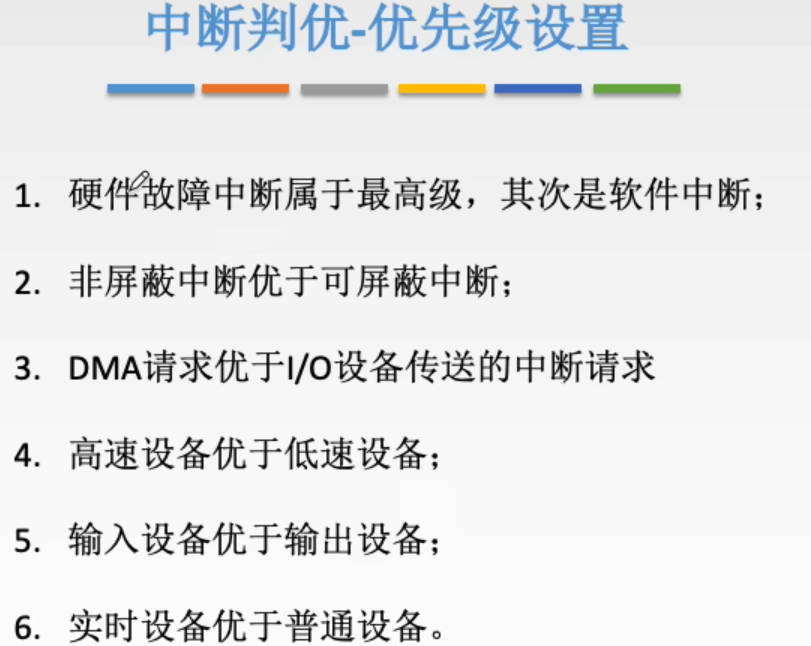 中断判优-优先级设置
1. 硬件故障中断属于最高级，其次是软件中断；
2. 非屏蔽中断优于可屏蔽中断；
3. DMA请求优于I/O设备传送的中断请求
4. 高速设备优于低速设备；
5. 输入设备优于输出设备；
6. 实时设备优于普通设备。